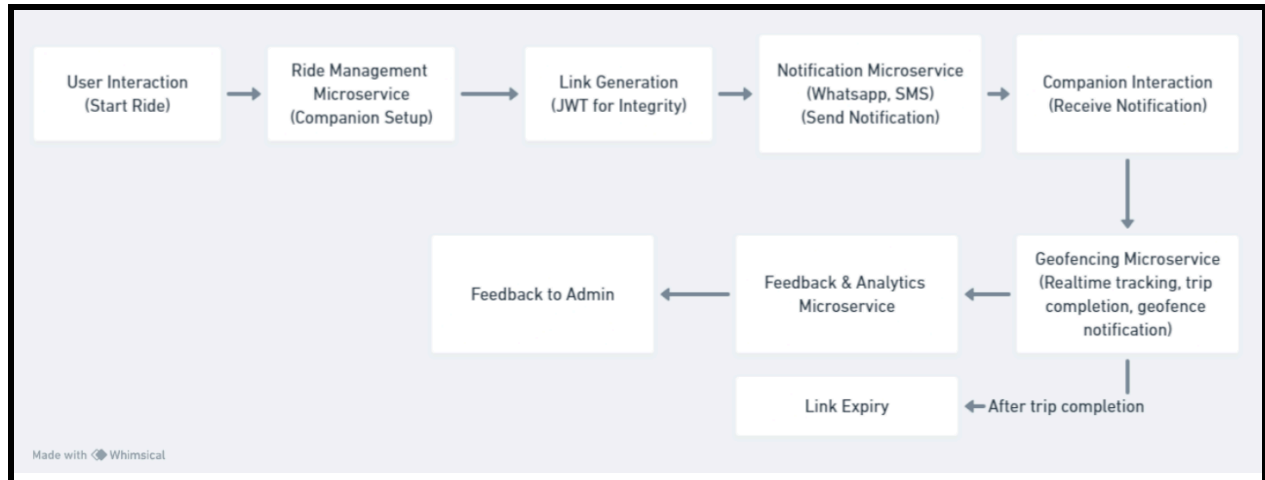 User Interaction
(Start Ride)
Ride Management
Microservice
(Companion Setup)
Link Generation
(JWT for Integrity)
Notification Microservice
(Whatsapp, SMS)
(Send Notification)
Companion Interaction
(Receive Notification)
Geofencing Microservice
(Realtime tracking, trip
completion, geofence
notification)
Feedback & Analytics
Microservice
Feedback to Admin
After trip completion
Link Expiry
Made with Whimsical